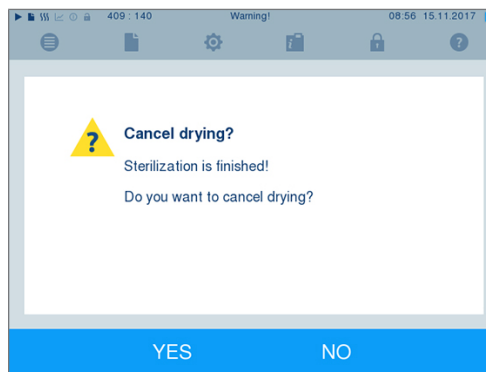 409 : 140 Warning! 08:56 15.11.2017
Cancel drying?
Sterilization is finished!
Do you want to cancel drying?
YES NO